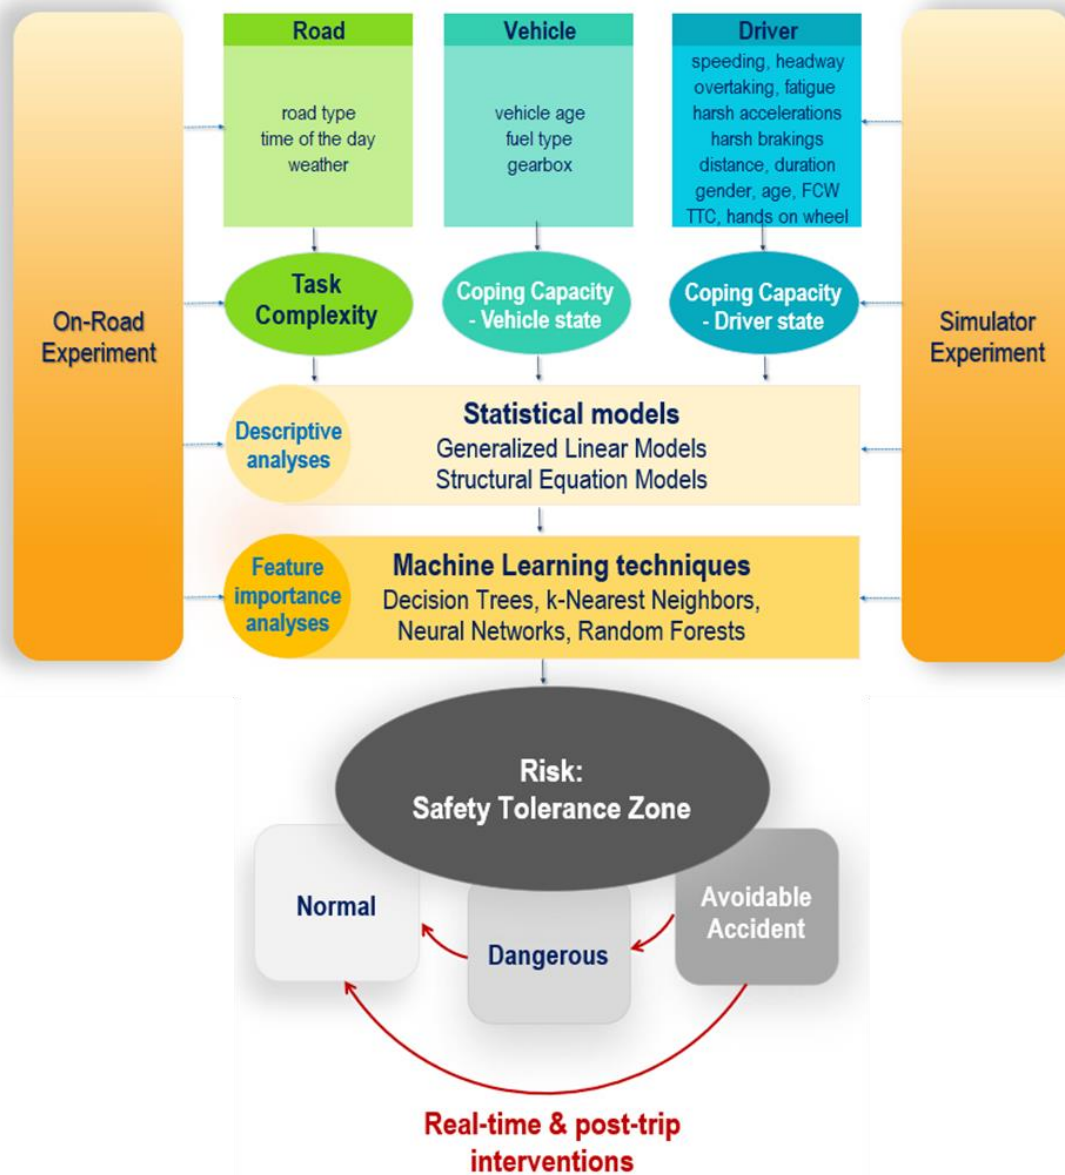 Road
road type
time of the day
weather
Vehicle
vehicle age
fuel type
gearbox
Driver
speeding, headway
overtaking, fatigue
harsh accelerations
harsh brakings
distance, duration
gender, age, FCW
TTC, hands on wheel
On-Road
Experiment
Task
Complexity
Coping Capacity
- Vehicle state
Coping Capacity
- Driver state
Simulator
Experiment
Descriptive
analyses
Statistical models
Generalized Linear Models
Structural Equation Models
Feature
importance
analyses
Machine Learning techniques
Decision Trees, k-Nearest Neighbors,
Neural Networks, Random Forests
Risk:
Safety Tolerance Zone
Normal
Dangerous
Avoidable
Accident
Real-time & post-trip
interventions